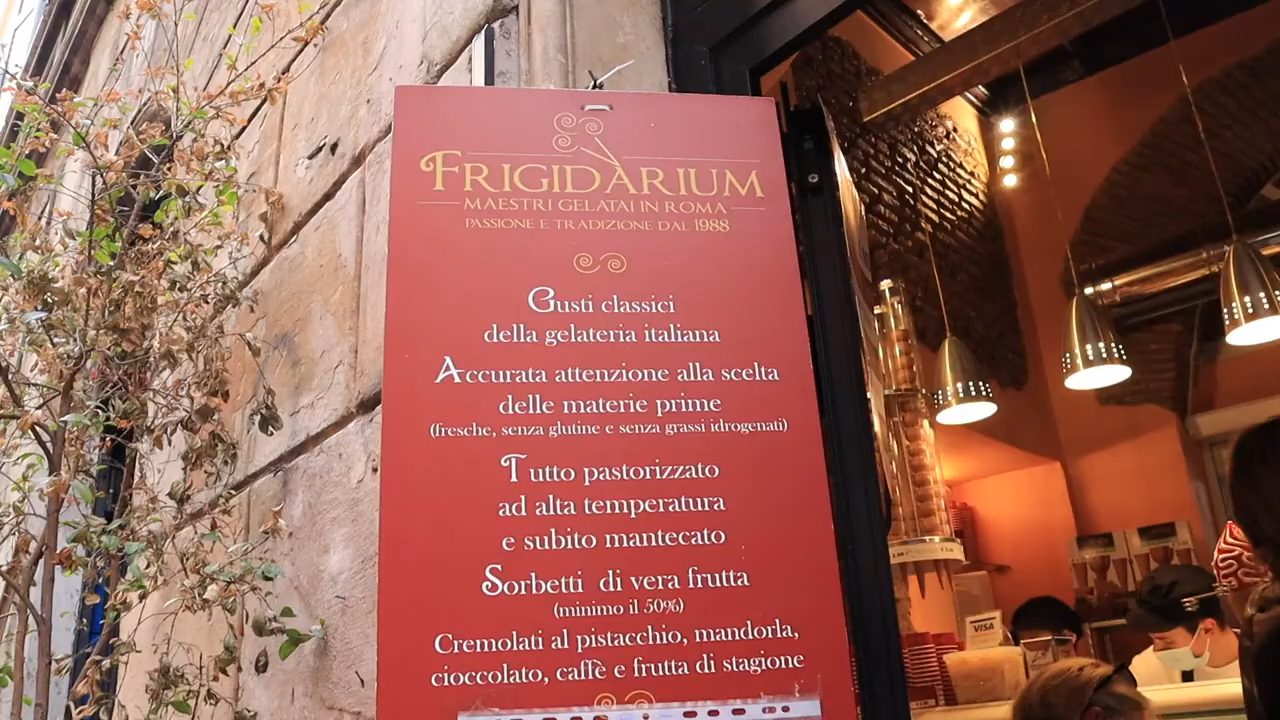 FRIGIDARIUM
MAESTRI GELATAI IN ROMA
PASSIONE E TRADIZIONE DAL 1988
Gusti classici
della gelateria italiana
Accurata attenzione alla scelta
delle materie prime
(fresche, senza glutine e senza grassi idrogenati)
Tutto pastorizzato
ad alta temperatura
e subito mantecato
Sorbetti di vera frutta
(minimo il 50%)
Cremolati al pistacchio, mandorla,
cioccolato, caffè e frutta di stagione
VISA